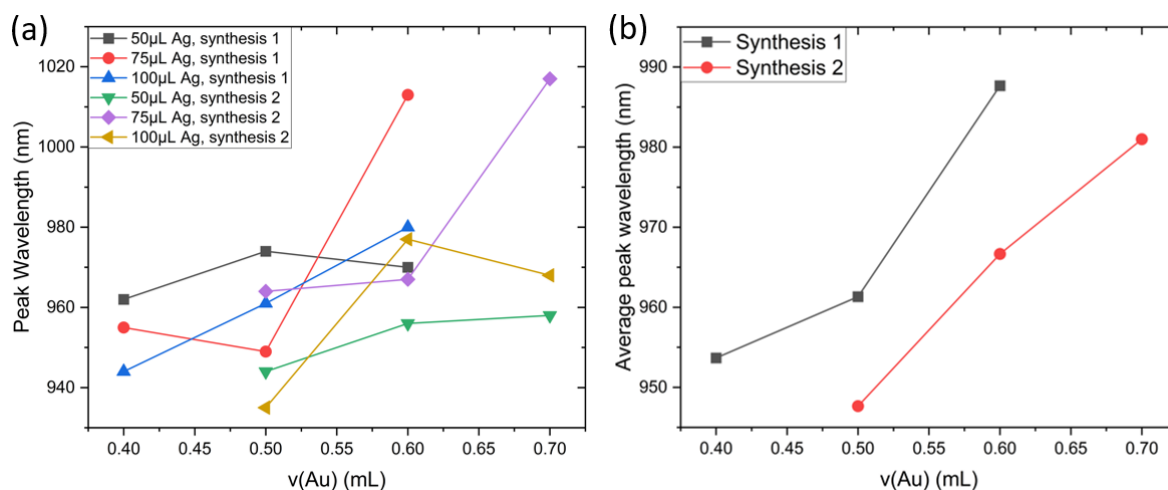 (a)
50μL Ag, synthesis 1
75μL Ag, synthesis 1
100μL Ag, synthesis 1
50μL Ag, synthesis 2
75μL Ag, synthesis 2
100μL Ag, synthesis 2
Peak Wavelength (nm)
1020
1000
980
960
940
0.40 0.45 0.50 0.55 0.60 0.65 0.70
v(Au) (mL)
(b)
Synthesis 1
Synthesis 2
Average peak wavelength (nm)
990
980
970
960
950
0.40 0.45 0.50 0.55 0.60 0.65 0.70
v(Au) (mL)